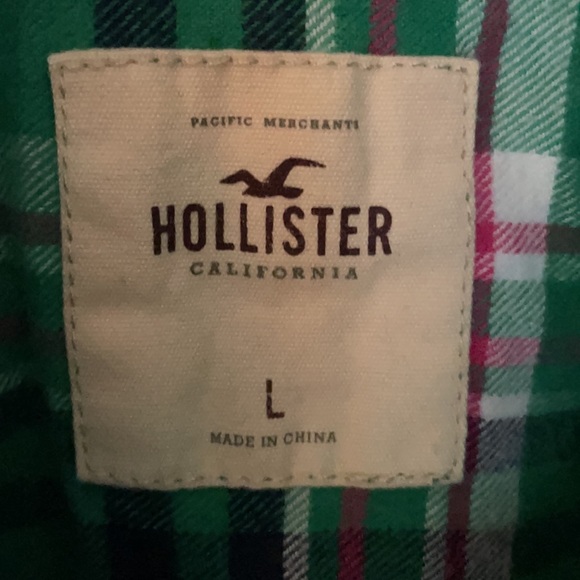 PACIFIC MERCHANTS
HOLLISTER
CALIFORNIA
L
MADE IN CHINA